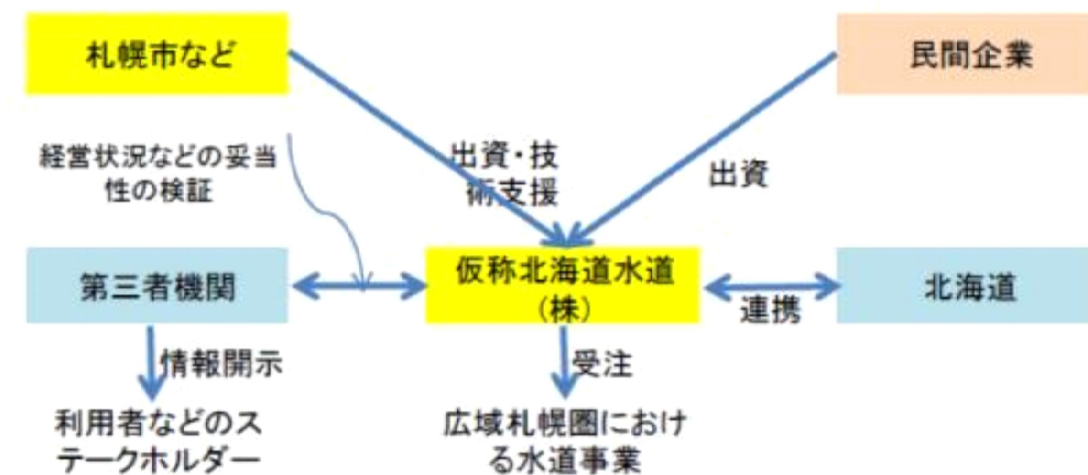 札幌市など
民間企業
経営状況などの妥当
性の検証
出資・技
術支援
出資
第三者機関
仮称北海道水道
(株)
連携
北海道
情報開示
受注
利用者などのス
テークホルダー
広域札幌圏におけ
る水道事業